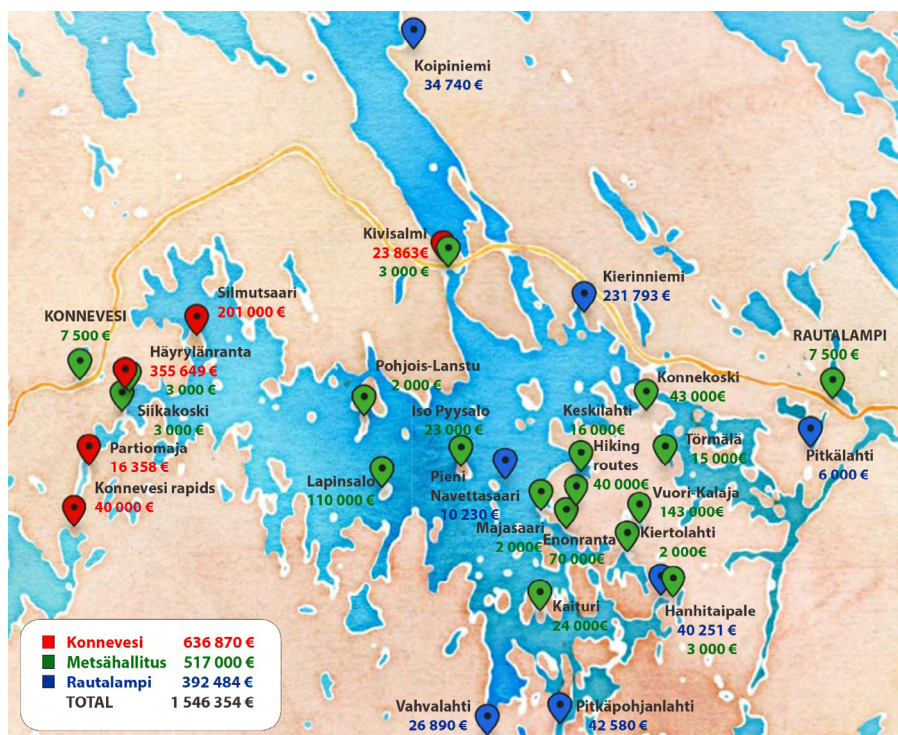 Koipiniemi
34 740 €
Kivisalmi
23 863€
3 000 €
Kierinniemi
231 793 €
Silmutsaari
201 000 €
KONNEVESI
7 500 €
RAUTALAMPI
7 500 €
Häyrylänranta
355 649 €
3 000 €
Siikakoski
3 000 €
Pohjois-Lanstu
2 000 €
Konnekoski
43 000€
Iso Pyysalo
23 000€
Keskilahti
16 000€
Hiking
routes
40 000€
Törmälä
15 000€
Pitkälahti
6 000 €
Partiomaja
16 358 €
Konnevesi rapids
40 000 €
Lapinsalo
110 000 €
Pieni
Navettasaari
10 230 €
Vuori-Kalaja
143 000€
Majasaari
2 000€
Enonranta
70 000€
Kiertolahti
2 000€
Kaituri
24 000€
Hanhitaipale
40 251 €
3 000 €
Vahvalahti
26 890 €
Pitkäpohjanlahti
42 580 €
Konnevesi 636 870 €
Metsähallitus 517 000 €
Rautalampi 392 484 €
TOTAL 1 546 354 €